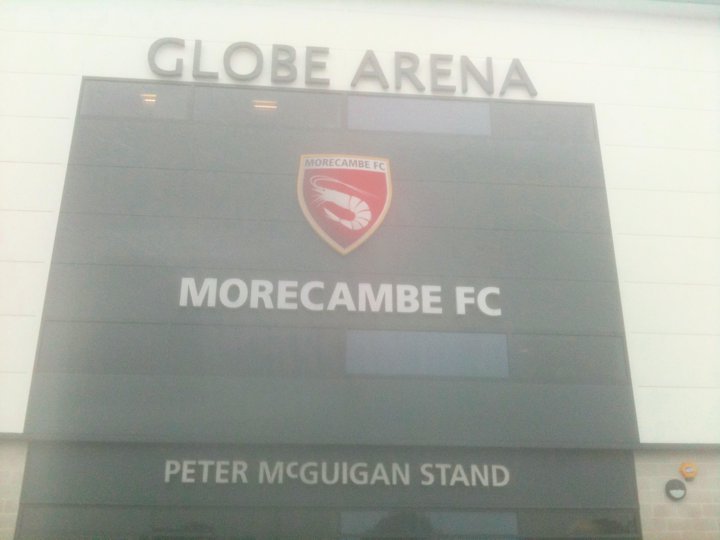 GLOBE ARENA
MORECAMBE FC
MORECAMBE FC
PETER McGUIGAN STAND